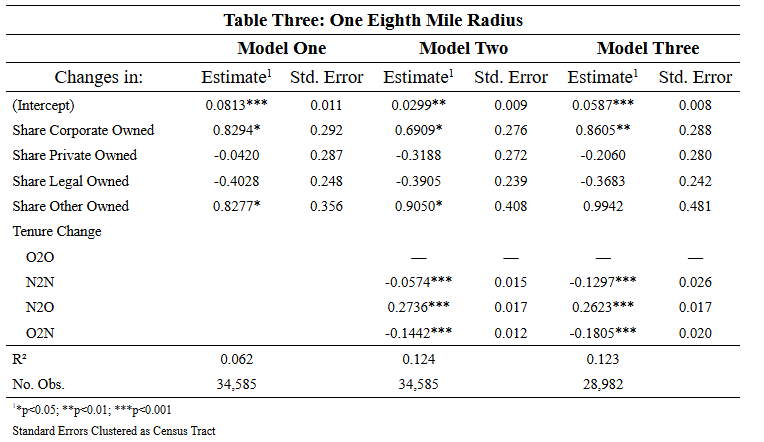 Table Three: One Eighth Mile Radius
Model One Model Two Model Three
Changes in: Estimate¹ Std. Error Estimate¹ Std. Error Estimate¹ Std. Error
(Intercept) 0.0813*** 0.011 0.0299** 0.009 0.0587*** 0.008
Share Corporate Owned 0.8294* 0.292 0.6909* 0.276 0.8605** 0.288
Share Private Owned -0.0420 0.287 -0.3188 0.272 -0.2060 0.280
Share Legal Owned -0.4028 0.248 -0.3905 0.239 -0.3683 0.242
Share Other Owned 0.8277* 0.356 0.9050* 0.408 0.9942 0.481
Tenure Change
O2O — — — —
N2N -0.0574*** 0.015 -0.1297*** 0.026
N2O 0.2736*** 0.017 0.2623*** 0.017
O2N -0.1442*** 0.012 -0.1805*** 0.020
R² 0.062 0.124 0.123
No. Obs. 34,585 34,585 28,982
¹*p<0.05; **p<0.01; ***p<0.001
Standard Errors Clustered as Census Tract